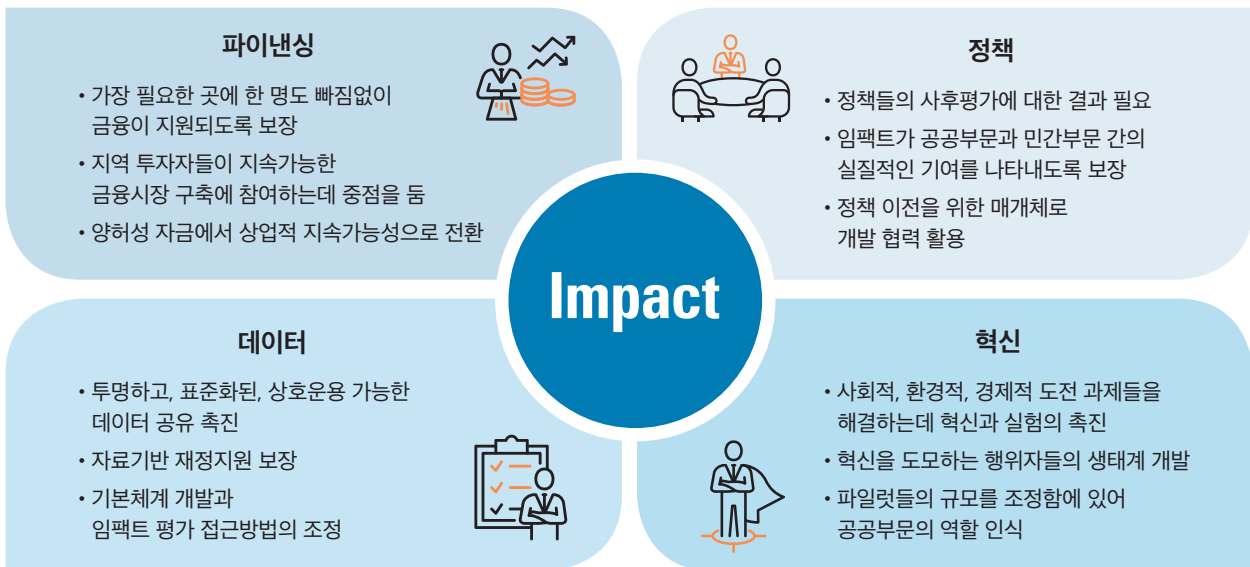 파이낸싱
• 가장 필요한 곳에 한 명도 빠짐없이
금융이 지원되도록 보장
• 지역 투자자들이 지속가능한
금융시장 구축에 참여하는데 중점을 둠
• 양허성 자금에서 상업적 지속가능성으로 전환
정책
• 정책들의 사후평가에 대한 결과 필요
• 임팩트가 공공부문과 민간부문 간의
실질적인 기여를 나타내도록 보장
• 정책 이전을 위한 매개체로
개발 협력 활용
Impact
데이터
• 투명하고, 표준화된, 상호운용 가능한
데이터 공유 촉진
• 자료기반 재정지원 보장
• 기본체계 개발과
임팩트 평가 접근방법의 조정
혁신
• 사회적, 환경적, 경제적 도전 과제들을
해결하는데 혁신과 실험의 촉진
• 혁신을 도모하는 행위자들의 생태계 개발
• 파일럿들의 규모를 조정함에 있어
공공부문의 역할 인식